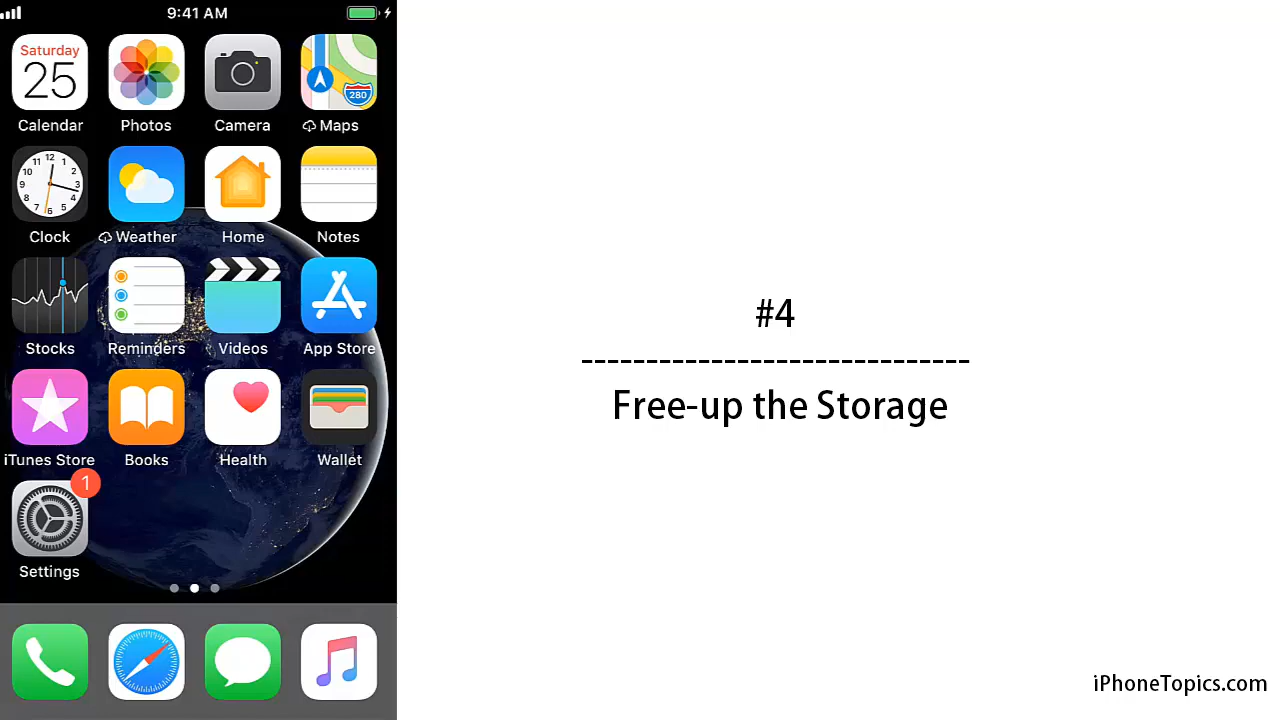 9:41 AM
Saturday
25
280
Calendar
Photos
Camera
Maps
12
11
1
10
2
9
3
8
4
7
5
6
Clock
Weather
Home
Notes
Stocks
Reminders
Videos
App Store
iTunes Store
Books
Health
Wallet
1
Settings
#4
------------------------------
Free-up the Storage
iPhoneTopics.com